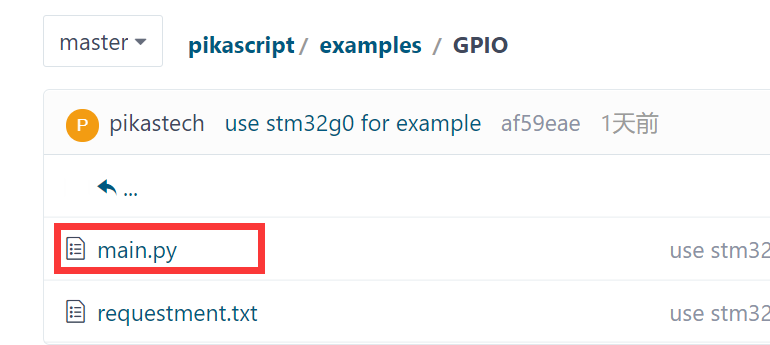 master
pikascript / examples / GPIO
P pikastech use stm32g0 for example af59eae 1天前
...
main.py use stm32
requestment.txt use stm32